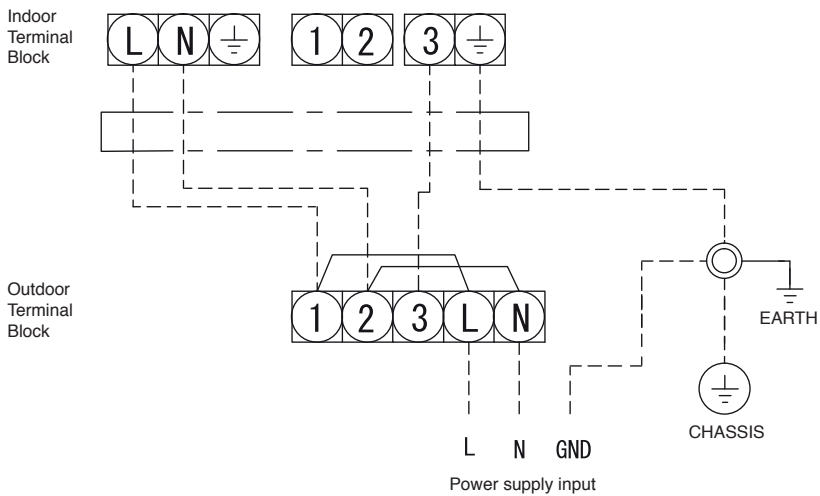 Indoor
Terminal
Block
L N 1 2 3
Outdoor
Terminal
Block
1 2 3 L N
EARTH
CHASSIS
L N GND
Power supply input